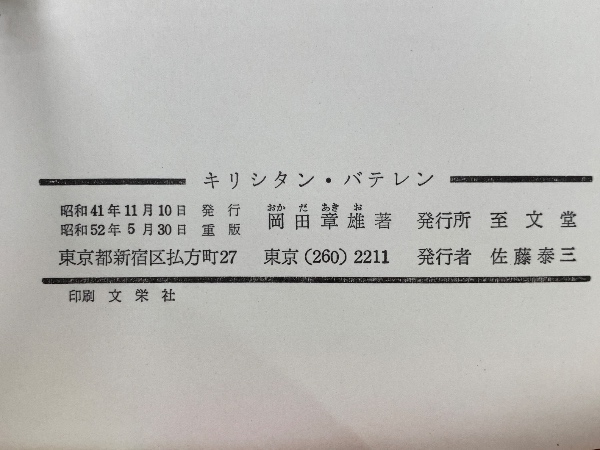 キリシタン・バテレン
昭和41年11月10日 発行
昭和52年 5月30日 重版
おか だ あき お
岡田章雄著 発行所 至文堂
東京都新宿区払方町27 東京(260)2211 発行者 佐藤泰三
印刷 文栄社